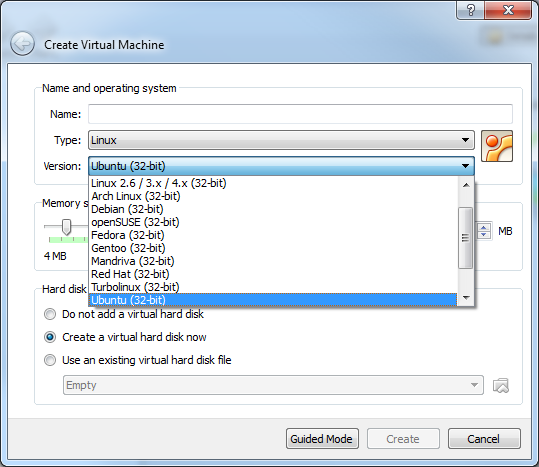 Create Virtual Machine
Name and operating system
Name:
Type: Linux
Version: Ubuntu (32-bit)
Linux 2.6 / 3.x / 4.x (32-bit)
Arch Linux (32-bit)
Debian (32-bit)
openSUSE (32-bit)
Fedora (32-bit)
Gentoo (32-bit)
Mandriva (32-bit)
Red Hat (32-bit)
Turbolinux (32-bit)
Ubuntu (32-bit)
Memory s
MB
4 MB
Hard disk
Do not add a virtual hard disk
Create a virtual hard disk now
Use an existing virtual hard disk file
Empty
Guided Mode
Create
Cancel